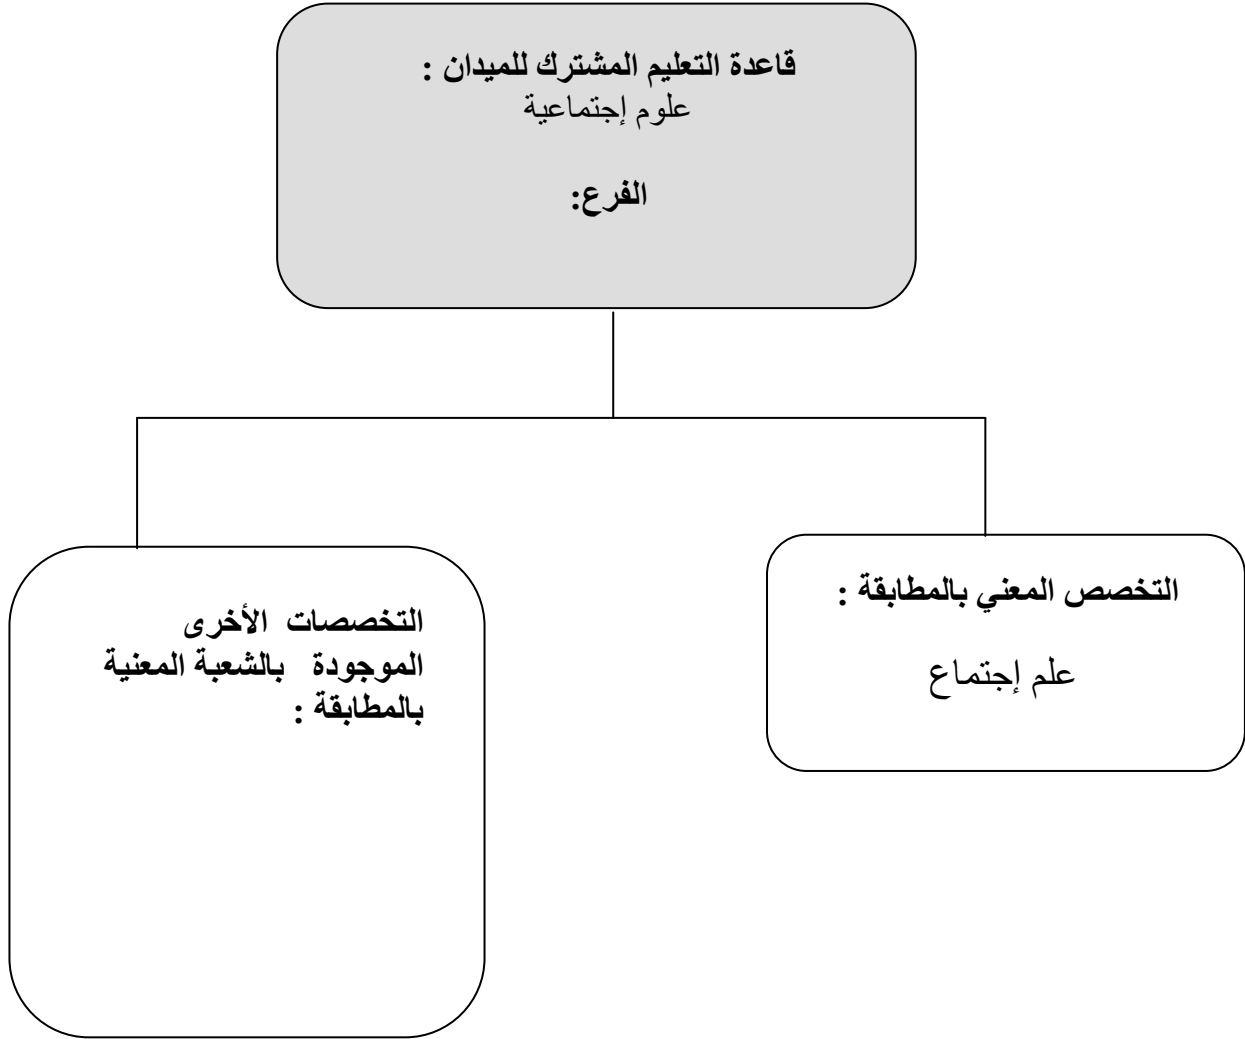 قاعدة التعليم المشترك للميدان :
علوم إجتماعية
الفرع:
التخصص المعني بالمطابقة :
علم إجتماع
التخصصات الأخرى
الموجودة بالشعبة المعنية
بالمطابقة :